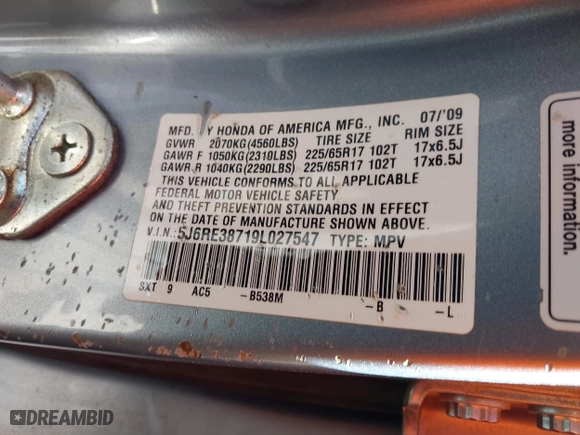 MFD. Y HONDA OF AMERICA MFG., INC. 07/'09
GVWR 2070KG(4560LBS) TIRE SIZE RIM SIZE
GAWR F 1050KG(2310LBS) 225/65R17 102T 17x6.5J
GAWR R 1040KG(2290LBS) 225/65R17 102T 17x6.5J
THIS VEHICLE CONFORMS TO ALL APPLICABLE
FEDERAL MOTOR VEHICLE SAFETY
AND THEFT PREVENTION STANDARDS IN EFFECT
ON THE DATE OF MANUFACTURE SHOWN ABOVE.
V.I.N.:5J6RE38719L027547 TYPE: MPV
SXT 9 AC5 -B538M -B -L
See
more
information.
DREAMBID